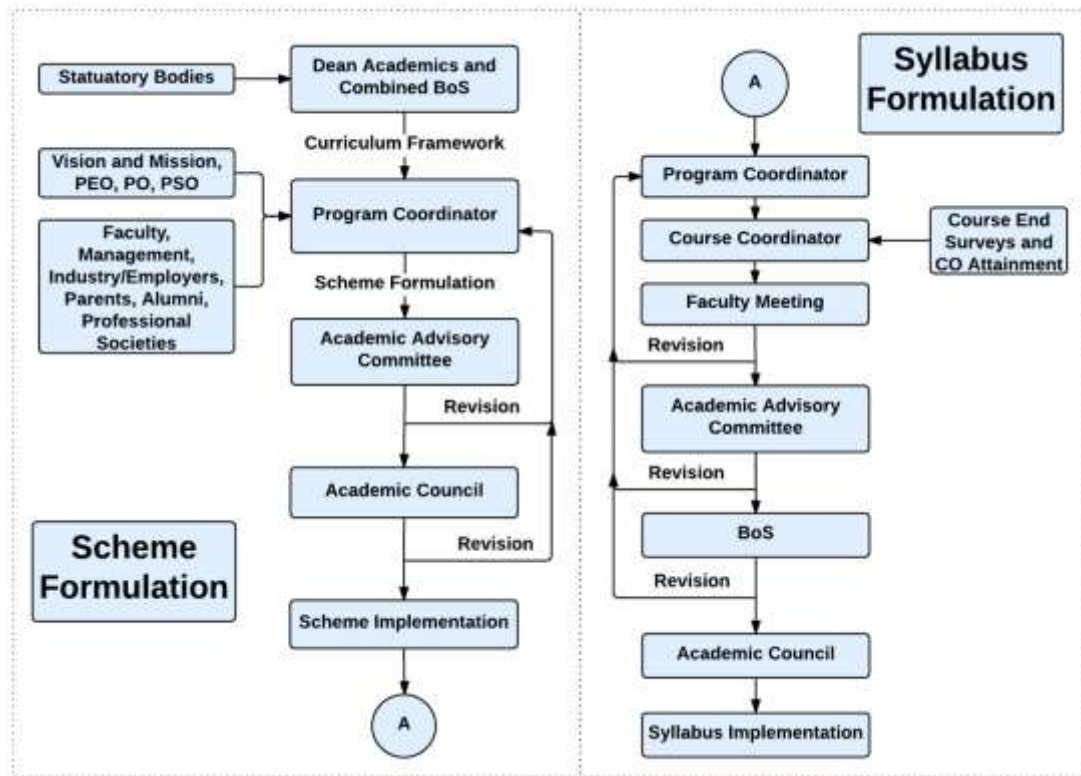 Statuatory Bodies
Dean Academics and
Combined BoS
Curriculum Framework
Vision and Mission,
PEO, PO, PSO
Program Coordinator
Faculty,
Management,
Industry/Employers,
Parents, Alumni,
Professional
Societies
Scheme Formulation
Academic Advisory
Committee
Revision
Academic Council
Revision
Scheme
Formulation
Scheme Implementation
A
A
Syllabus
Formulation
Program Coordinator
Course Coordinator
Course End
Surveys and
CO Attainment
Faculty Meeting
Revision
Academic Advisory
Committee
Revision
BoS
Revision
Academic Council
Syllabus Implementation